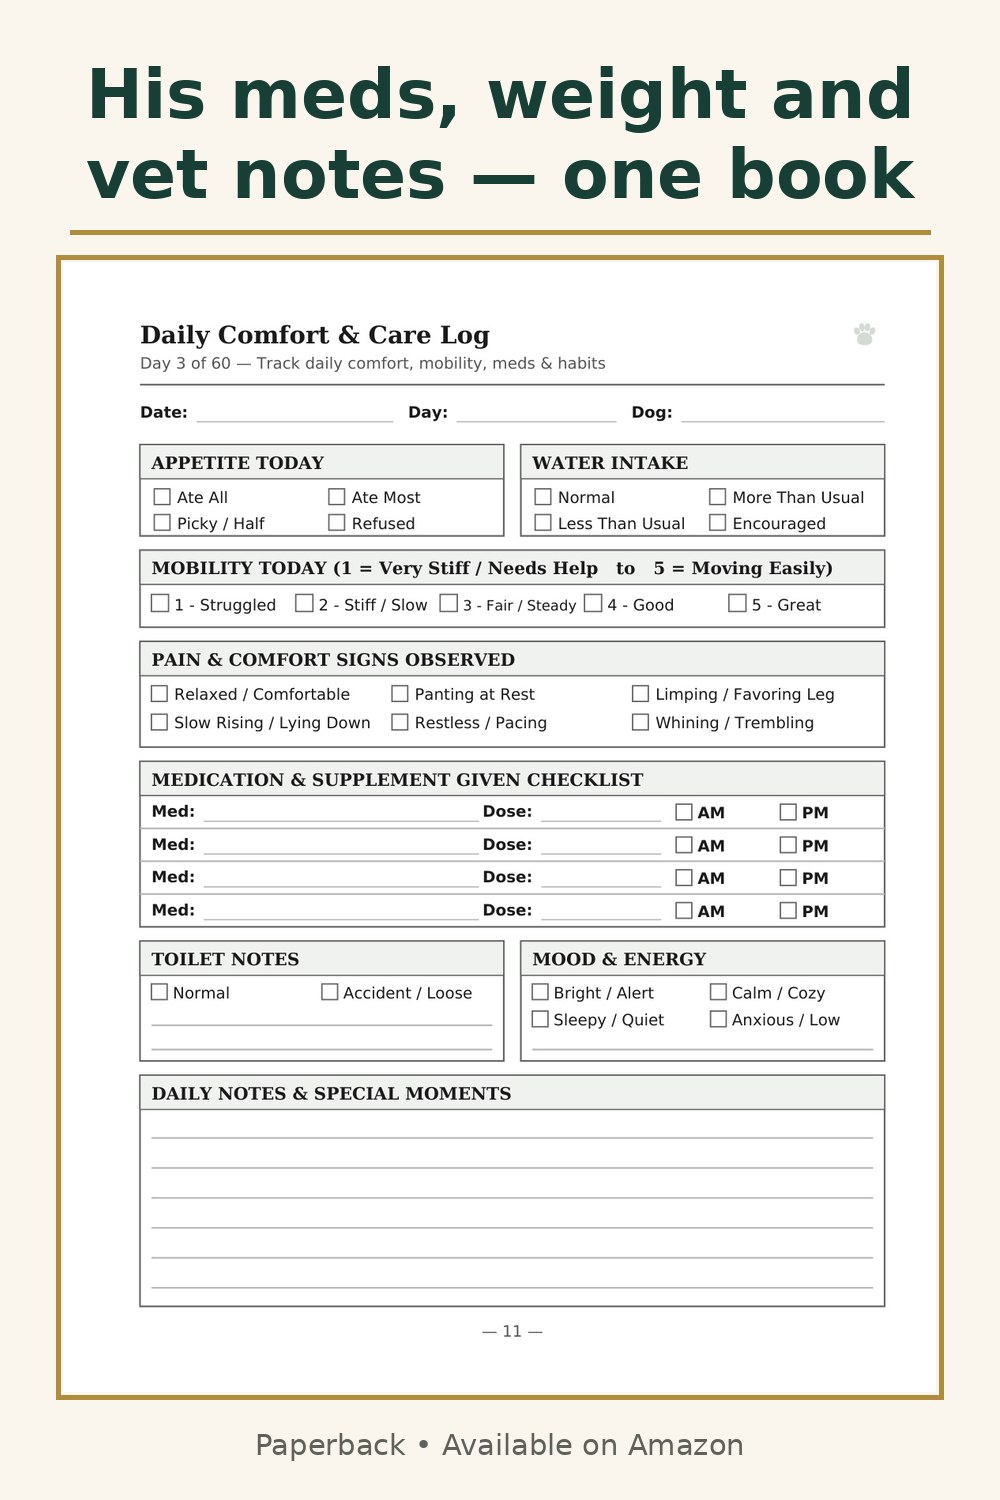 His meds, weight and
vet notes — one book
Daily Comfort & Care Log
Day 3 of 60 — Track daily comfort, mobility, meds & habits
Date: Day: Dog:
APPETITE TODAY
Ate All Ate Most
Picky / Half Refused
WATER INTAKE
Normal More Than Usual
Less Than Usual Encouraged
MOBILITY TODAY (1 = Very Stiff / Needs Help to 5 = Moving Easily)
1 - Struggled 2 - Stiff / Slow 3 - Fair / Steady 4 - Good 5 - Great
PAIN & COMFORT SIGNS OBSERVED
Relaxed / Comfortable Panting at Rest Limping / Favoring Leg
Slow Rising / Lying Down Restless / Pacing Whining / Trembling
MEDICATION & SUPPLEMENT GIVEN CHECKLIST
Med: Dose: AM PM
Med: Dose: AM PM
Med: Dose: AM PM
Med: Dose: AM PM
TOILET NOTES
Normal Accident / Loose
MOOD & ENERGY
Bright / Alert Calm / Cozy
Sleepy / Quiet Anxious / Low
DAILY NOTES & SPECIAL MOMENTS
— 11 —
Paperback • Available on Amazon